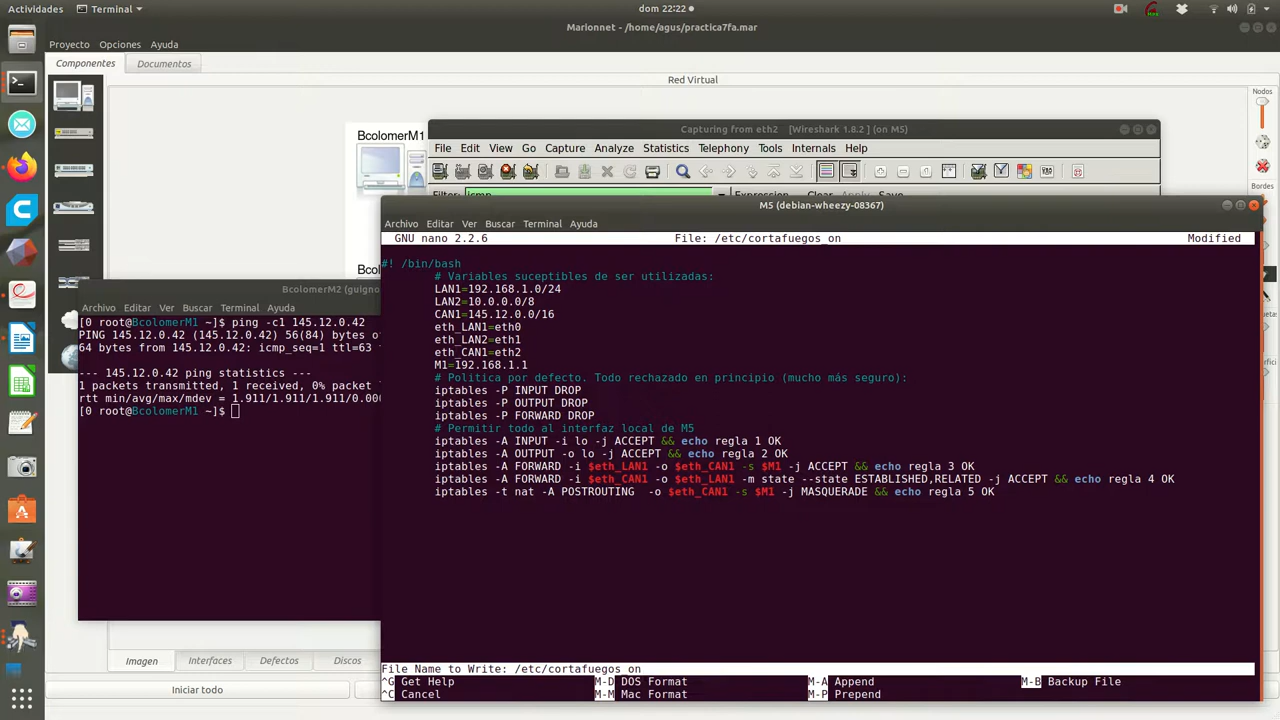 Actividades
Terminal
dom 22:22
Marionnet - /home/agus/practica7fa.mar
Proyecto Opciones Ayuda
Componentes Documentos
Red Virtual
Nodos
BcolomerM1
Capturing from eth2 [Wireshark 1.8.2 ] (on M5)
File Edit View Go Capture Analyze Statistics Telephony Tools Internals Help
Filter: icmp Expression... Clear Apply Save
Bordes
M5 (debian-wheezy-08367)
Archivo Editar Ver Buscar Terminal Ayuda
GNU nano 2.2.6 File: /etc/cortafuegos_on Modified
#! /bin/bash
# Variables suceptibles de ser utilizadas:
LAN1=192.168.1.0/24
LAN2=10.0.0.0/8
CAN1=145.12.0.0/16
eth_LAN1=eth0
eth_LAN2=eth1
eth_CAN1=eth2
M1=192.168.1.1
# Politica por defecto. Todo rechazado en principio (mucho más seguro):
iptables -P INPUT DROP
iptables -P OUTPUT DROP
iptables -P FORWARD DROP
# Permitir todo al interfaz local de M5
iptables -A INPUT -i lo -j ACCEPT && echo regla 1 OK
iptables -A OUTPUT -o lo -j ACCEPT && echo regla 2 OK
iptables -A FORWARD -i $eth_LAN1 -o $eth_CAN1 -s $M1 -j ACCEPT && echo regla 3 OK
iptables -A FORWARD -i $eth_CAN1 -o $eth_LAN1 -m state --state ESTABLISHED,RELATED -j ACCEPT && echo regla 4 OK
iptables -t nat -A POSTROUTING -o $eth_CAN1 -s $M1 -j MASQUERADE && echo regla 5 OK
File Name to Write: /etc/cortafuegos_on
^G Get Help M-D DOS Format M-A Append M-B Backup File
^C Cancel M-M Mac Format M-P Prepend
BcolomerM2 (guigno
Archivo Editar Ver Buscar Terminal Ayuda
[0 root@BcolomerM1 ~]$ ping -c1 145.12.0.42
PING 145.12.0.42 (145.12.0.42) 56(84) bytes of
64 bytes from 145.12.0.42: icmp_seq=1 ttl=63
--- 145.12.0.42 ping statistics ---
1 packets transmitted, 1 received, 0% packet
rtt min/avg/max/mdev = 1.911/1.911/1.911/0.000
[0 root@BcolomerM1 ~]$
Imagen Interfaces Defectos Discos
Iniciar todo